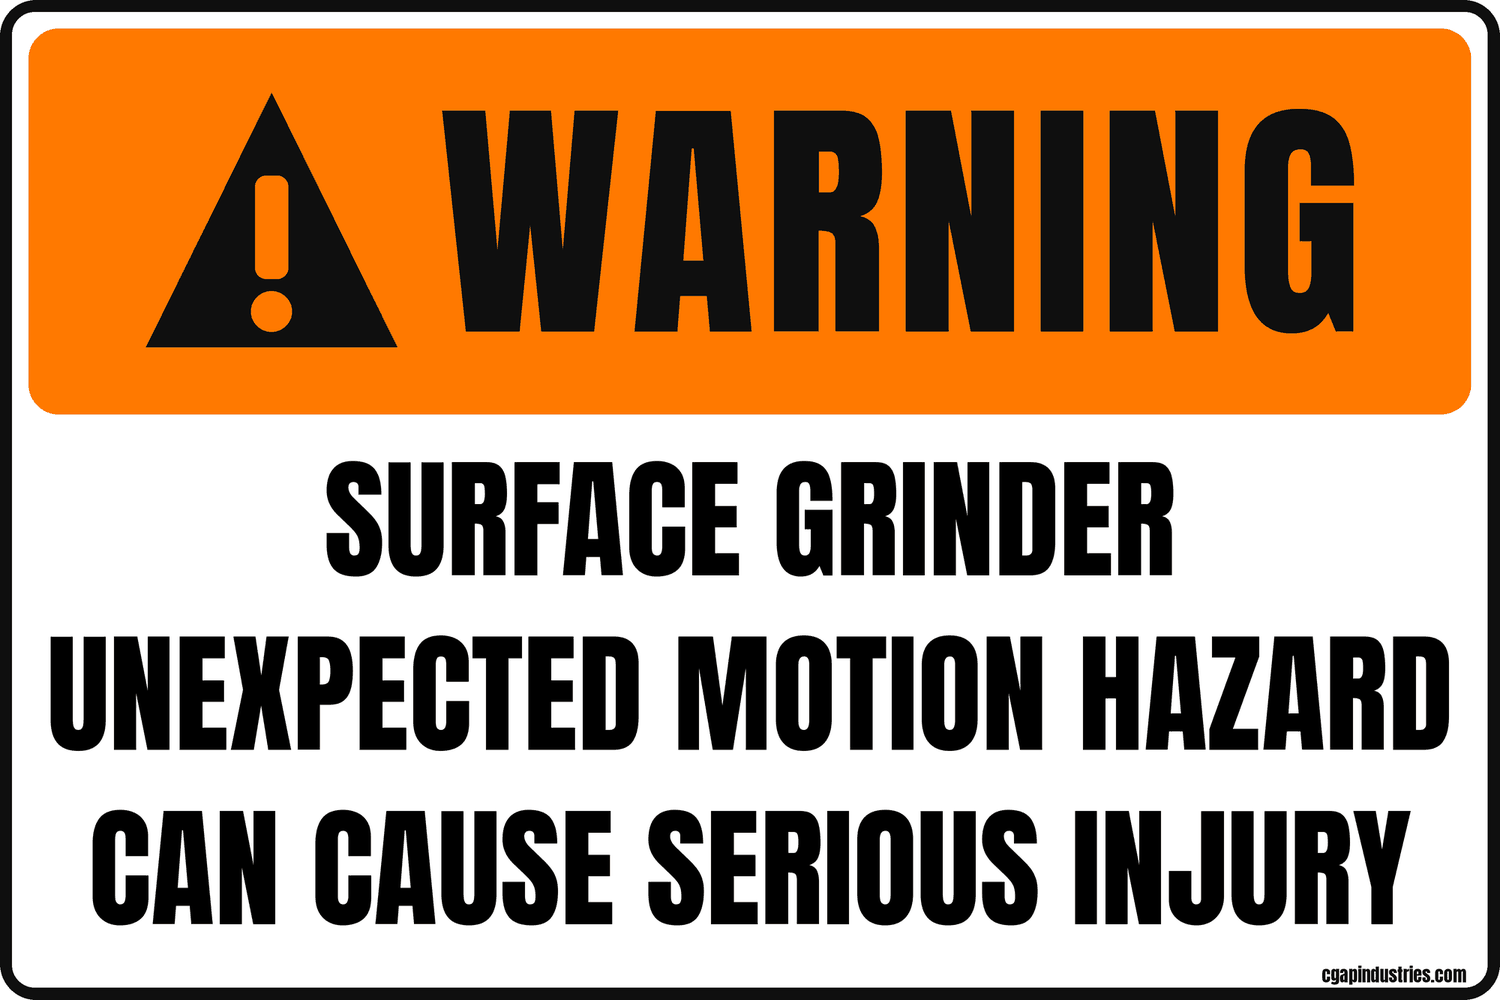 WARNING
SURFACE GRINDER
UNEXPECTED MOTION HAZARD
CAN CAUSE SERIOUS INJURY
cgapindustries.com